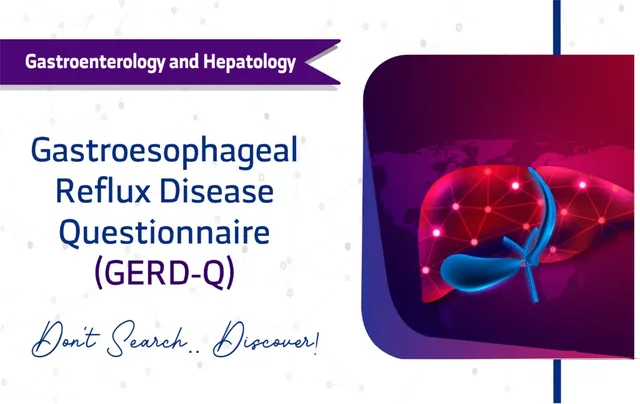 Gastroenterology and Hepatology
Gastroesophageal
Reflux Disease
Questionnaire
(GERD-Q)
Don't Search.. Discover!